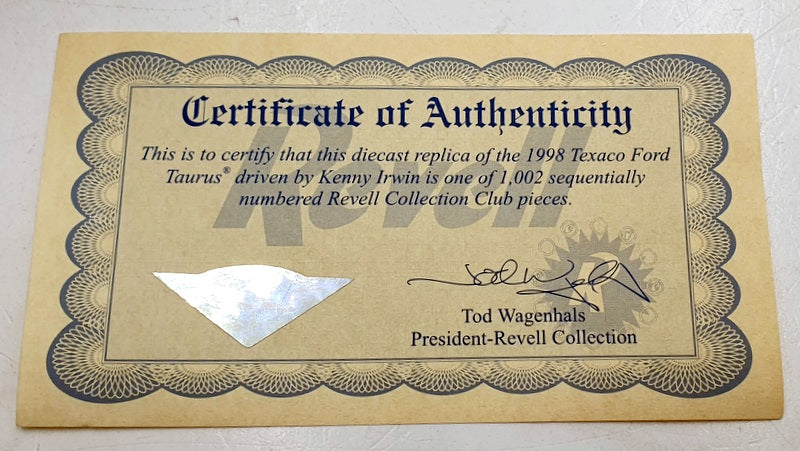 Certificate of Authenticity
Revell
This is to certify that this diecast replica of the 1998 Texaco Ford
Taurus® driven by Kenny Irwin is one of 1,002 sequentially
numbered Revell Collection Club pieces.
Tod Wagenhals
President-Revell Collection